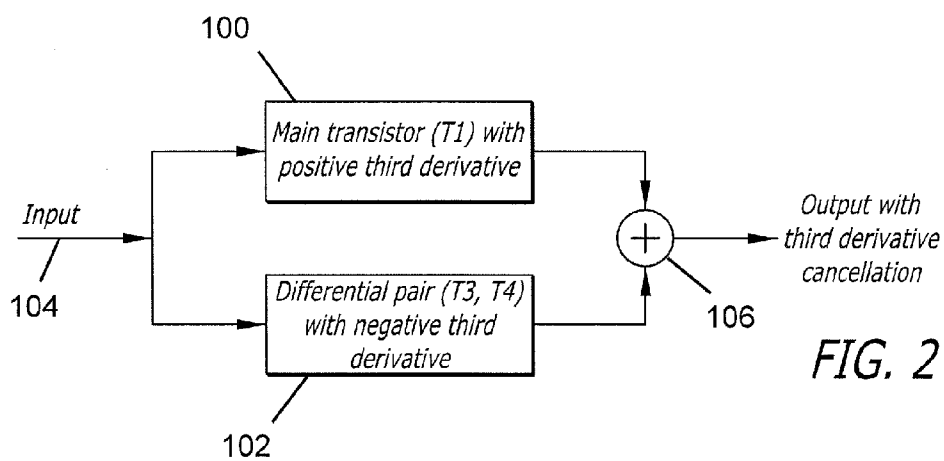 100
Main transistor (T1) with
positive third derivative
Input
104
Output with
third derivative
cancellation
106
Differential pair (T3, T4)
with negative third
derivative
102
FIG. 2